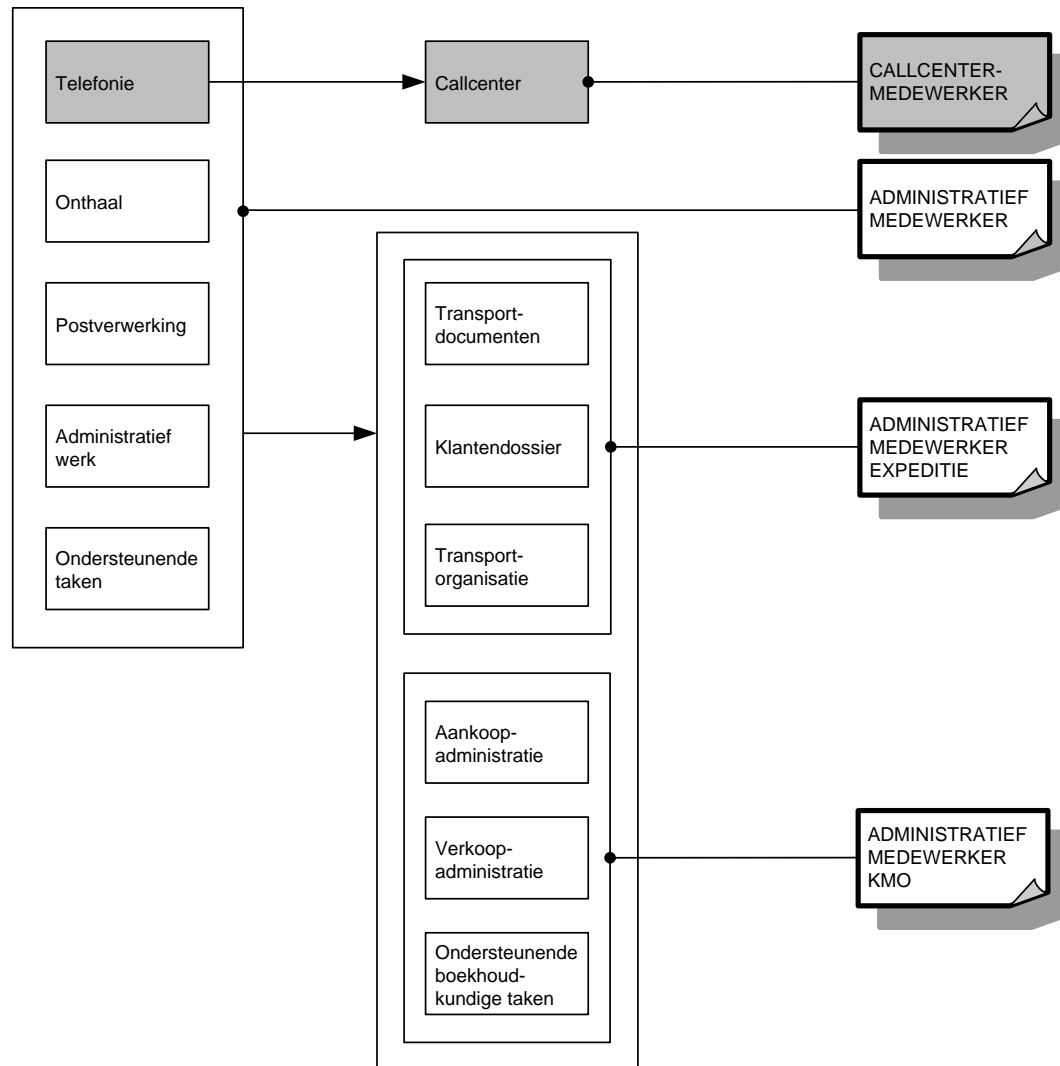 Telefonie
Callcenter
CALLCENTER-
MEDEWERKER
Onthaal
ADMINISTRATIEF
MEDEWERKER
Postverwerking
Transport-
documenten
Administratief
werk
Klantendossier
ADMINISTRATIEF
MEDEWERKER
EXPEDITIE
Ondersteunende
taken
Transport-
organisatie
Aankoop-
administratie
Verkoop-
administratie
ADMINISTRATIEF
MEDEWERKER
KMO
Ondersteunende
boekhoud-
kundige taken